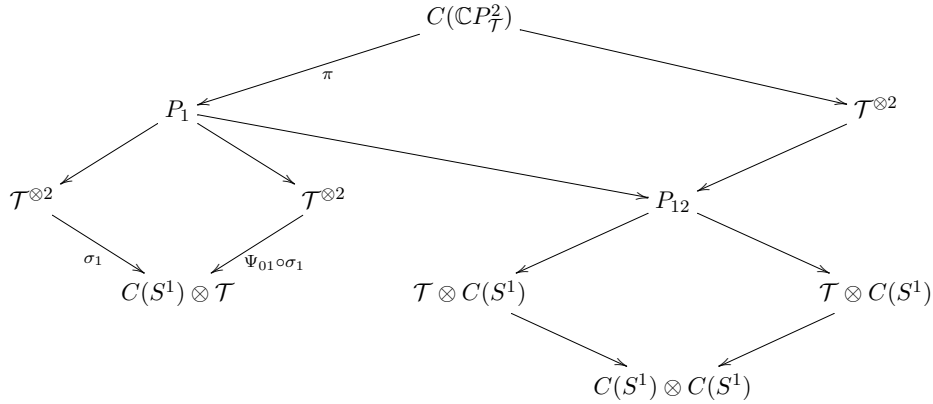 C(ℂP²_𝒯)
π
P₁ 𝒯^⊗2
𝒯^⊗2 𝒯^⊗2 P₁₂
σ₁ Ψ₀₁∘σ₁
C(S¹) ⊗ 𝒯 𝒯 ⊗ C(S¹) 𝒯 ⊗ C(S¹)
C(S¹) ⊗ C(S¹)